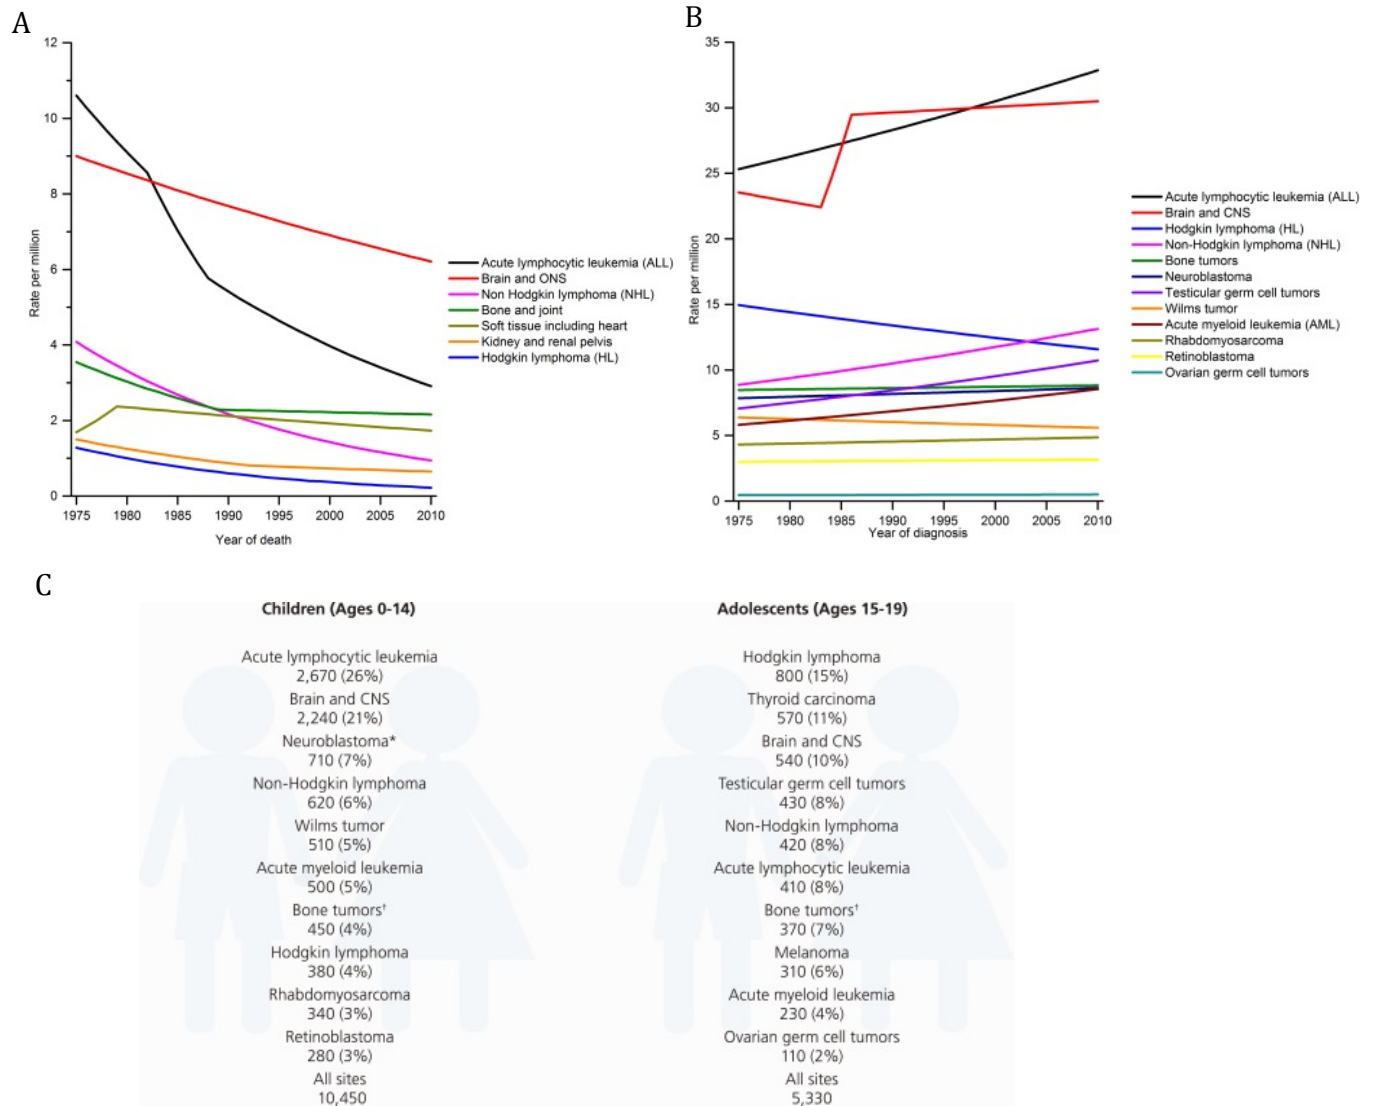 A
12
10
8
6
4
2
0
Rate per million
1975 1980 1985 1990 1995 2000 2005 2010
Year of death
Acute lymphocytic leukemia (ALL)
Brain and ONS
Non Hodgkin lymphoma (NHL)
Bone and joint
Soft tissue including heart
Kidney and renal pelvis
Hodgkin lymphoma (HL)
B
35
30
25
20
15
10
5
0
Rate per million
1975 1980 1985 1990 1995 2000 2005 2010
Year of diagnosis
Acute lymphocytic leukemia (ALL)
Brain and CNS
Hodgkin lymphoma (HL)
Non-Hodgkin lymphoma (NHL)
Bone tumors
Neuroblastoma
Testicular germ cell tumors
Wilms tumor
Acute myeloid leukemia (AML)
Rhabdomyosarcoma
Retinoblastoma
Ovarian germ cell tumors
C
Children (Ages 0-14)
Acute lymphocytic leukemia
2,670 (26%)
Brain and CNS
2,240 (21%)
Neuroblastoma*
710 (7%)
Non-Hodgkin lymphoma
620 (6%)
Wilms tumor
510 (5%)
Acute myeloid leukemia
500 (5%)
Bone tumors†
450 (4%)
Hodgkin lymphoma
380 (4%)
Rhabdomyosarcoma
340 (3%)
Retinoblastoma
280 (3%)
All sites
10,450
Adolescents (Ages 15-19)
Hodgkin lymphoma
800 (15%)
Thyroid carcinoma
570 (11%)
Brain and CNS
540 (10%)
Testicular germ cell tumors
430 (8%)
Non-Hodgkin lymphoma
420 (8%)
Acute lymphocytic leukemia
410 (8%)
Bone tumors†
370 (7%)
Melanoma
310 (6%)
Acute myeloid leukemia
230 (4%)
Ovarian germ cell tumors
110 (2%)
All sites
5,330